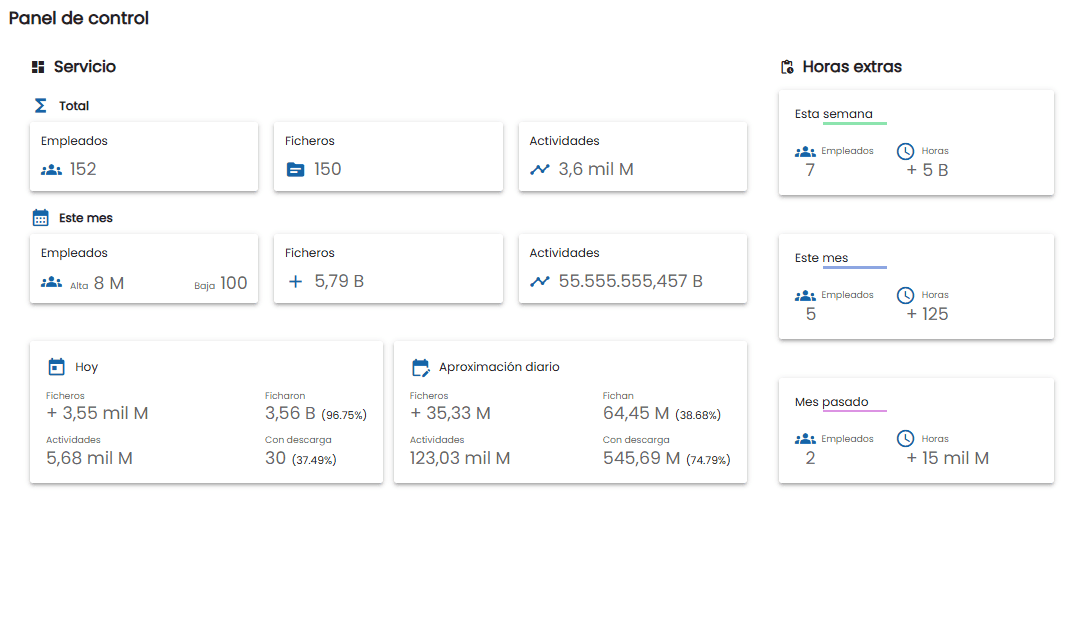 Panel de control
Servicio
Total
Empleados
152
Ficheros
150
Actividades
3,6 mil M
Este mes
Empleados
Alta 8 M
Baja 100
Ficheros
5,79 B
Actividades
55.555.555,457 B
Hoy
Ficheros
+ 3,55 mil M
Ficharon
3,56 B (96.75%)
Actividades
5,68 mil M
Con descarga
30 (37.49%)
Aproximación diario
Ficheros
+ 35,33 M
Fichan
64,45 M (38.68%)
Actividades
123,03 mil M
Con descarga
545,69 M (74.79%)
Horas extras
Esta semana
Empleados
7
Horas
+ 5 B
Este mes
Empleados
5
Horas
+ 125
Mes pasado
Empleados
2
Horas
+ 15 mil M